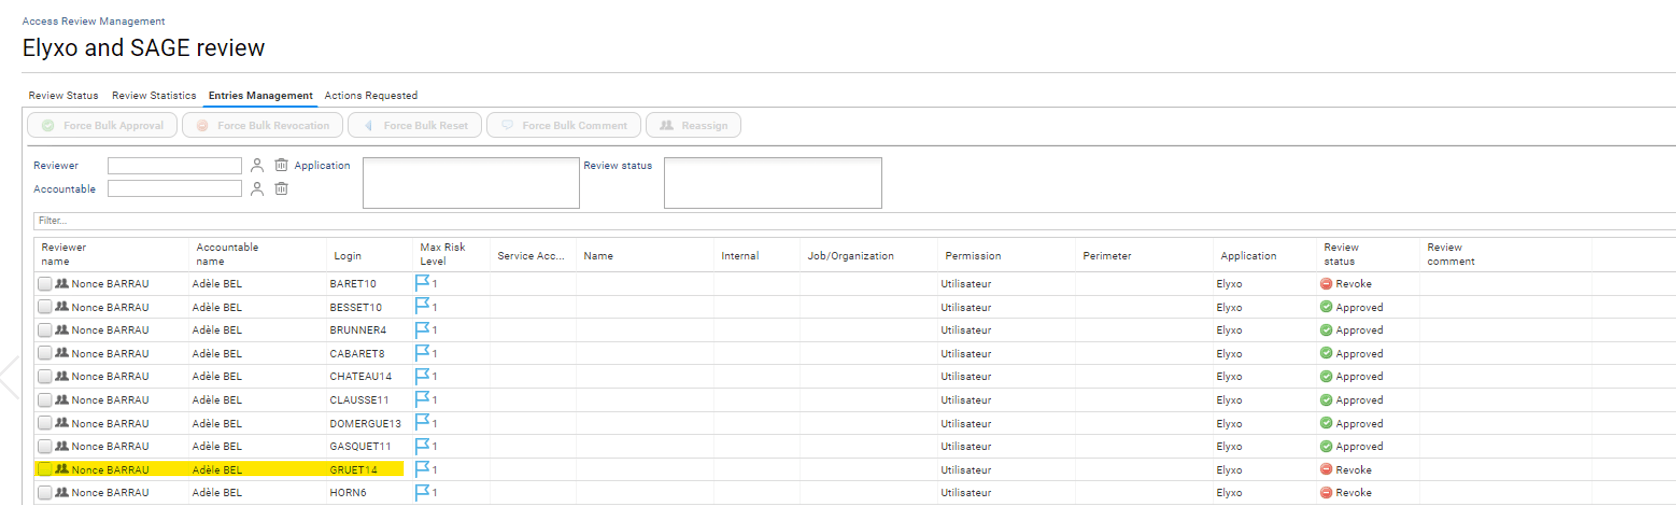 Access Review Management
Elyxo and SAGE review
Review Status Review Statistics Entries Management Actions Requested
Force Bulk Approval Force Bulk Revocation Force Bulk Reset Force Bulk Comment Reassign
Reviewer Application Review status
Accountable
Filter...
Reviewer name Accountable name Login Max Risk Level Service Acc... Name Internal Job/Organization Permission Perimeter Application Review status Review comment
Nonce BARRAU Adèle BEL BARET10 1 Utilisateur Elyxo Revoke
Nonce BARRAU Adèle BEL BESSET10 1 Utilisateur Elyxo Approved
Nonce BARRAU Adèle BEL BRUNNER4 1 Utilisateur Elyxo Approved
Nonce BARRAU Adèle BEL CABARET8 1 Utilisateur Elyxo Approved
Nonce BARRAU Adèle BEL CHATEAU14 1 Utilisateur Elyxo Approved
Nonce BARRAU Adèle BEL CLAUSSE11 1 Utilisateur Elyxo Approved
Nonce BARRAU Adèle BEL DOMERGUE13 1 Utilisateur Elyxo Approved
Nonce BARRAU Adèle BEL GASQUET11 1 Utilisateur Elyxo Approved
Nonce BARRAU Adèle BEL GRUET14 1 Utilisateur Elyxo Revoke
Nonce BARRAU Adèle BEL HORN6 1 Utilisateur Elyxo Revoke